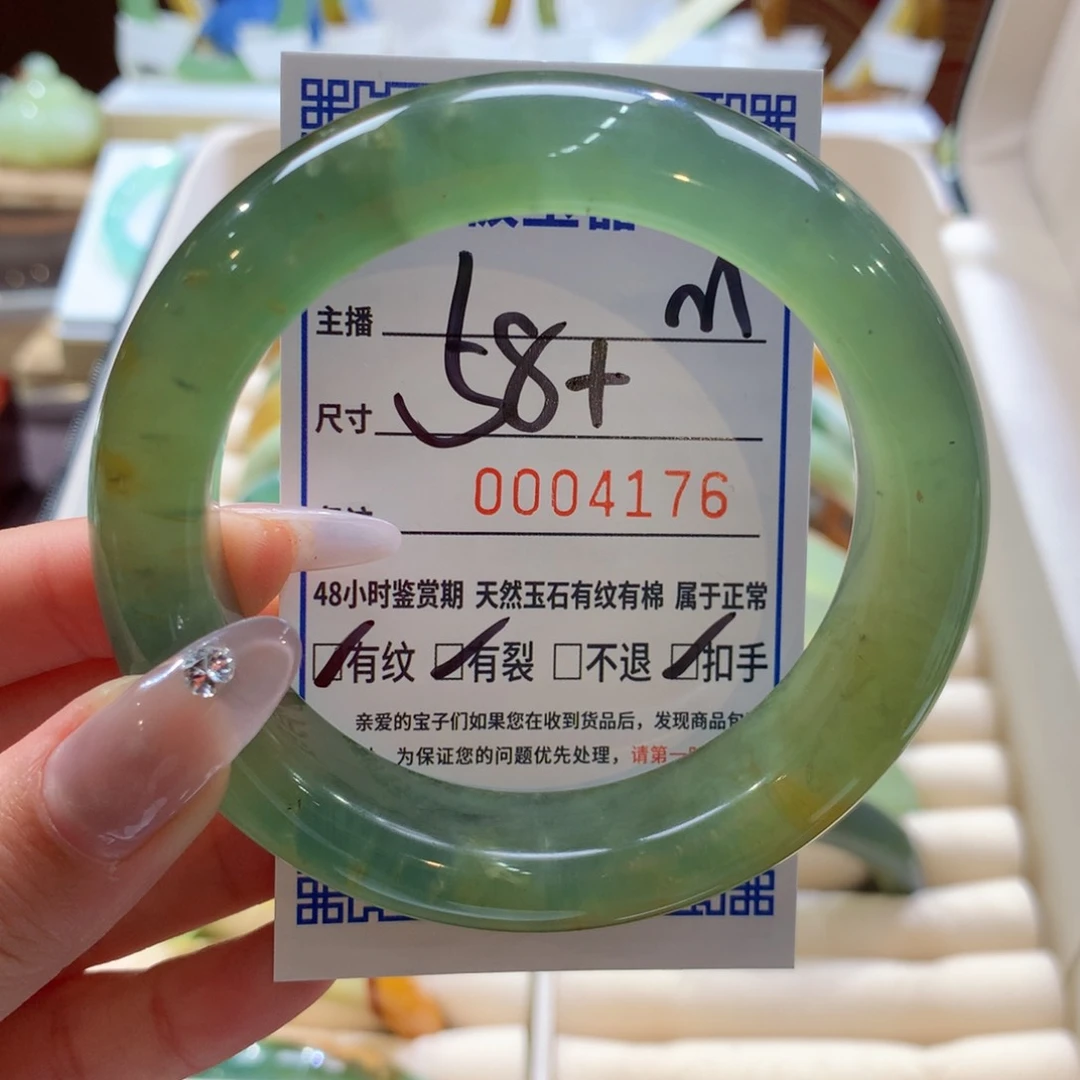 主播 m
尺寸 58+
0004176
48小时鉴赏期 天然玉石有纹有棉 属于正常
有纹 有裂 不退 扣手
亲爱的宝子们如果您在收到货品后，发现商品包
为保证您的问题优先处理，请第一